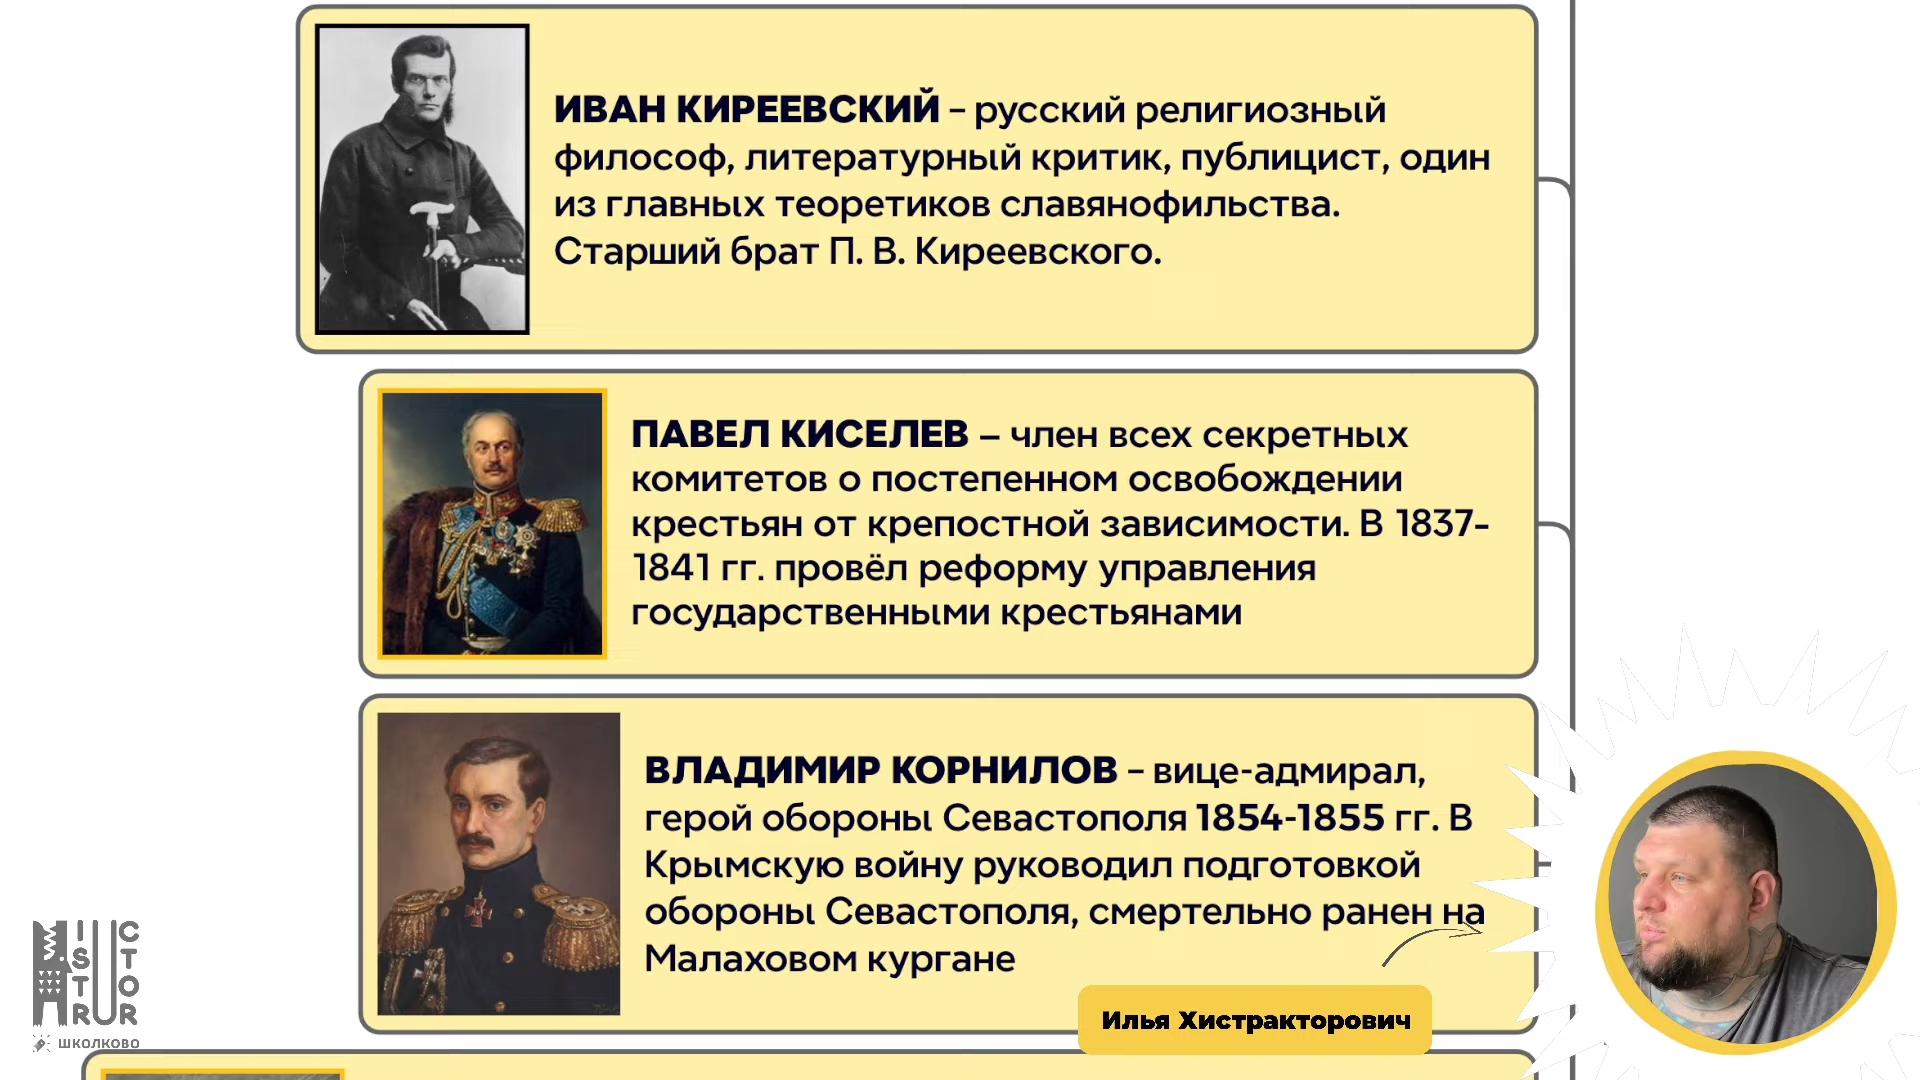 ИВАН КИРЕЕВСКИЙ – русский религиозный
философ, литературный критик, публицист, один
из главных теоретиков славянофильства.
Старший брат П. В. Киреевского.
ПАВЕЛ КИСЕЛЕВ – член всех секретных
комитетов о постепенном освобождении
крестьян от крепостной зависимости. В 1837-
1841 гг. провёл реформу управления
государственными крестьянами
ВЛАДИМИР КОРНИЛОВ – вице-адмирал,
герой обороны Севастополя 1854-1855 гг. В
Крымскую войну руководил подготовкой
обороны Севастополя, смертельно ранен на
Малаховом кургане
Илья Хистракторович
HISTRUCTOR
ШКОЛКОВО